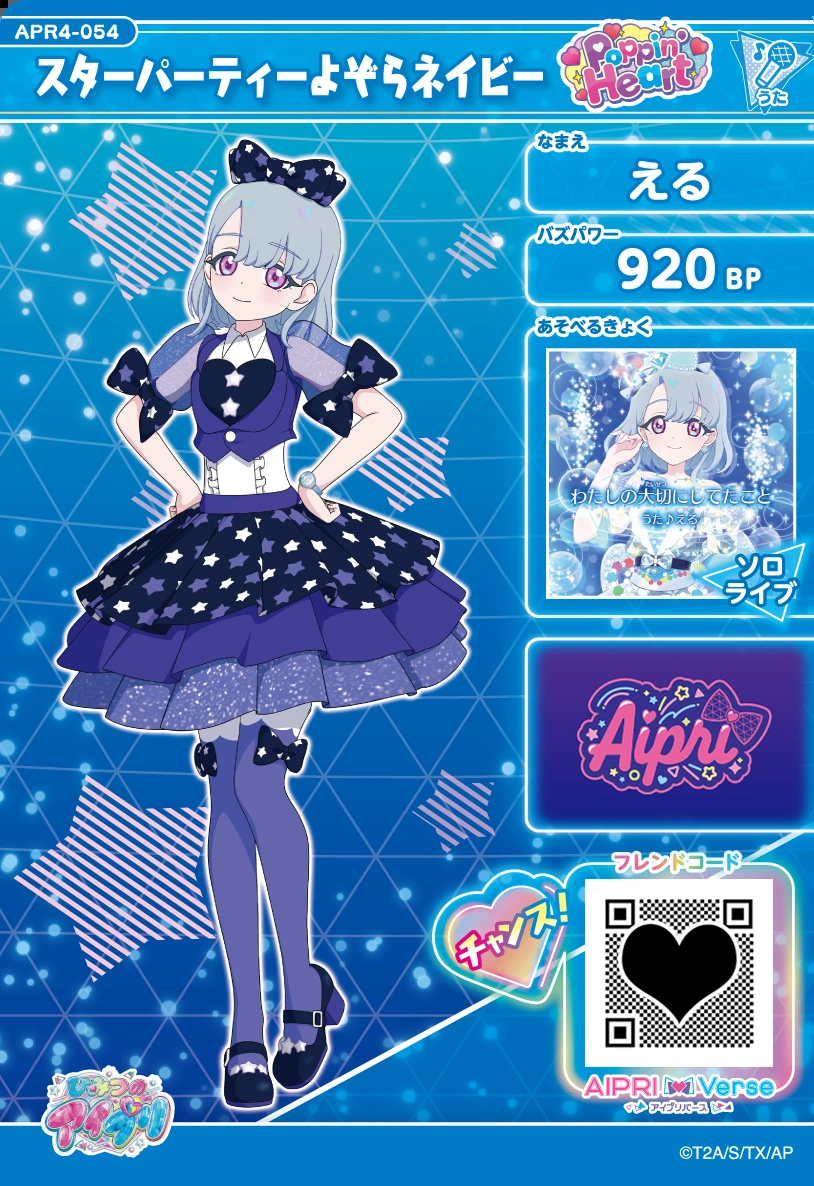 APR4-054
スターパーティーよぞらネイビー
Poppin' Heart
うた
なまえ
える
バズパワー
920 BP
あそべるきょく
たいせつ
わたしの大切にしてたこと
うた♪える
ソロ
ライブ
Aipri
フレンドコード
チャンス!
AIPRI Verse
アイプリバース
ひみつの
アイプリ
©T2A/S/TX/AP